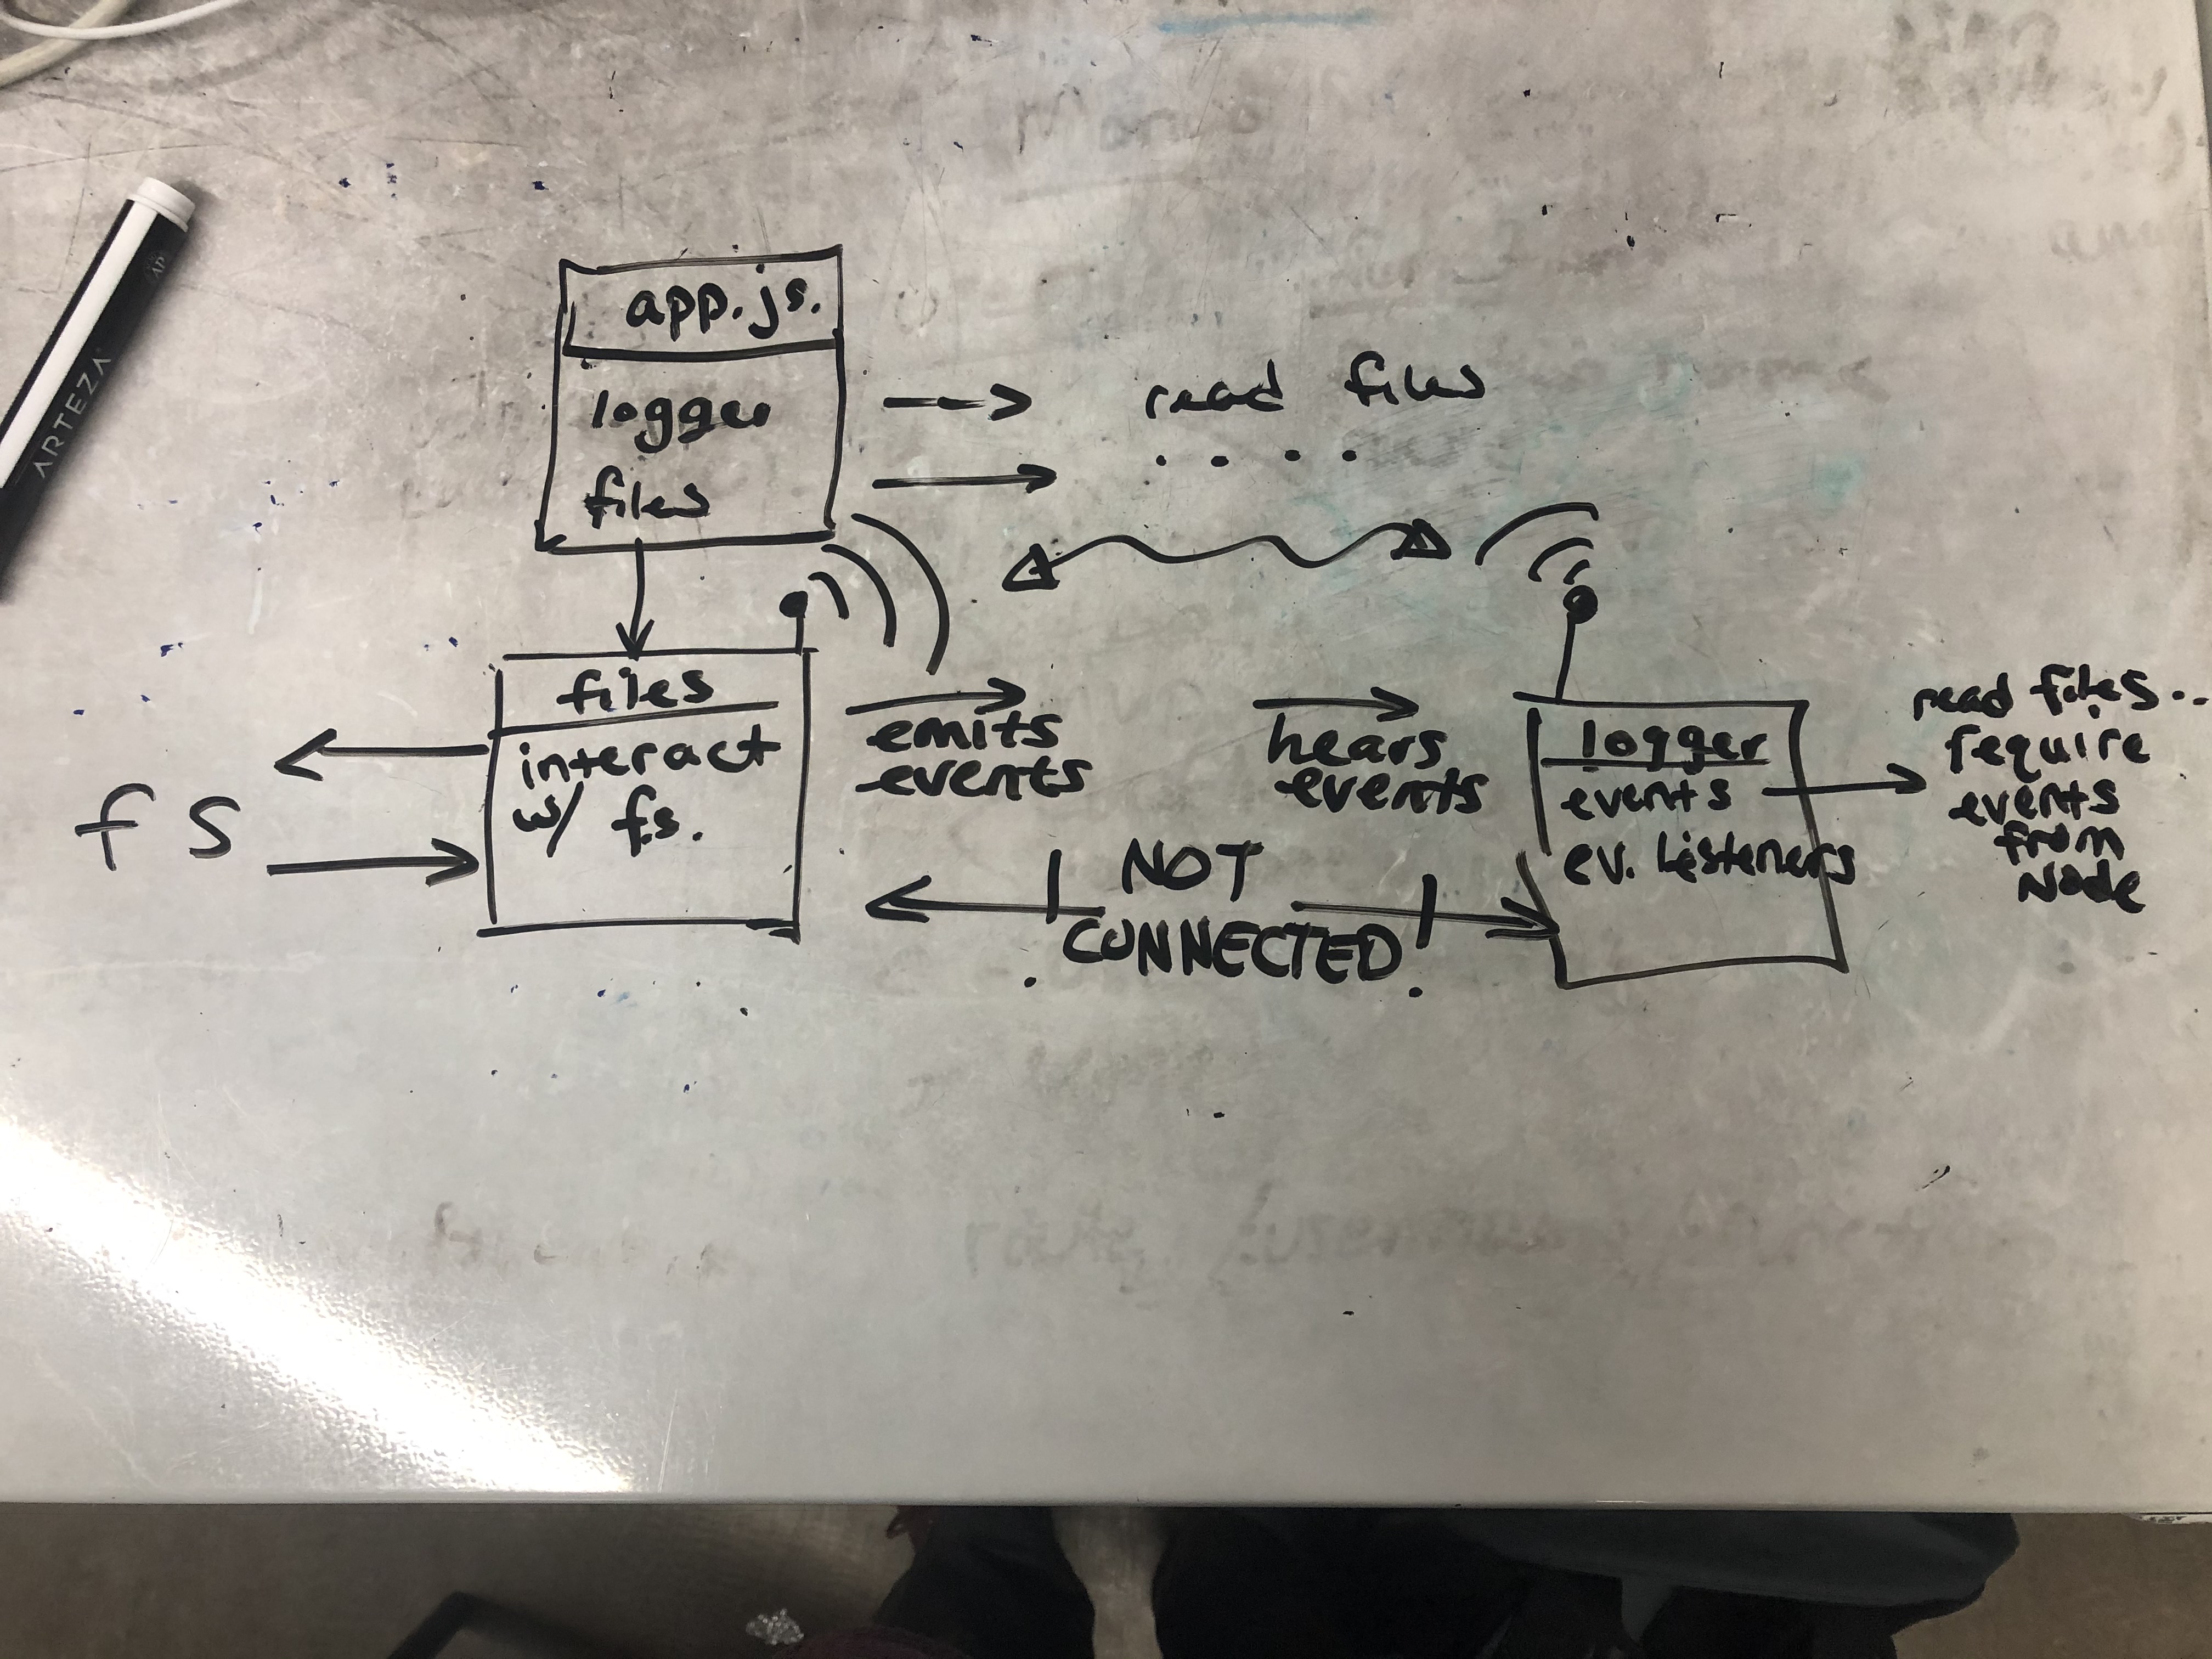 app.js.
logger
files
read files
. . . .
files
interact
w/ f.s.
fs
emits
events
hears
events
NOT
CONNECTED
logger
events
ev. listeners
read files..
require
events
from
Node
ARTEZA